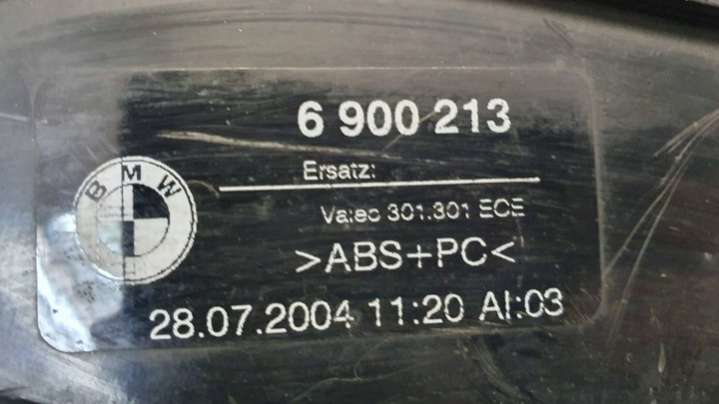 6 900 213
Ersatz:
BMW
Valeo 301.301 ECE
>ABS+PC<
28.07.2004 11:20 AI:03